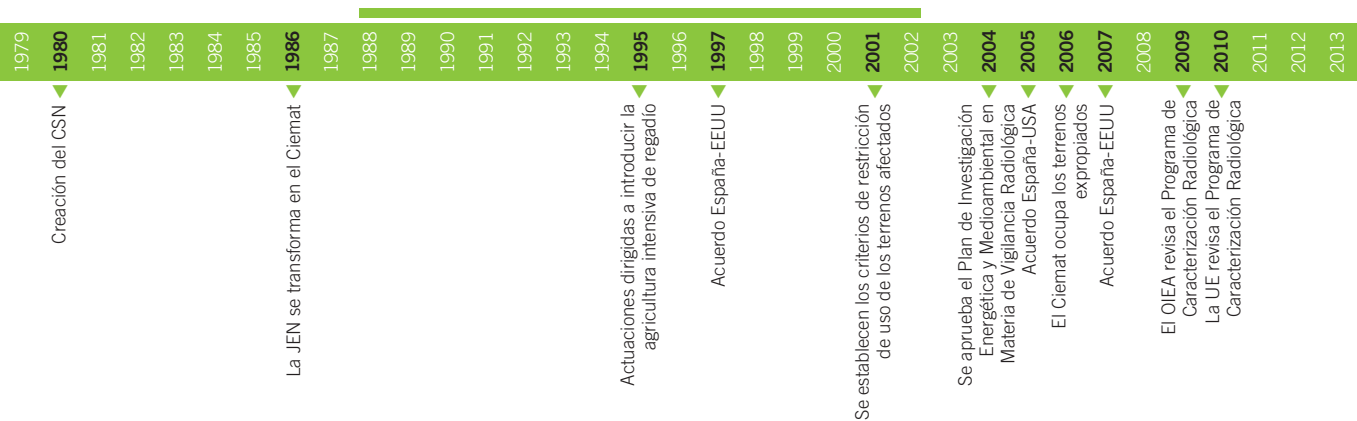 1979
1980
1981
1982
1983
1984
1985
1986
1987
1988
1989
1990
1991
1992
1993
1994
1995
1996
1997
1998
1999
2000
2001
2002
2003
2004
2005
2006
2007
2008
2009
2010
2011
2012
2013
Creación del CSN
La JEN se transforma en el Ciemat
Actuaciones dirigidas a introducir la
agricultura intensiva de regadío
Acuerdo España-EEUU
Se establecen los criterios de restricción
de uso de los terrenos afectados
Se aprueba el Plan de Investigación
Energética y Medioambiental en
Materia de Vigilancia Radiológica
Acuerdo España-USA
El Ciemat ocupa los terrenos
expropiados
Acuerdo España-EEUU
El OIEA revisa el Programa de
Caracterización Radiológica
La UE revisa el Programa de
Caracterización Radiológica